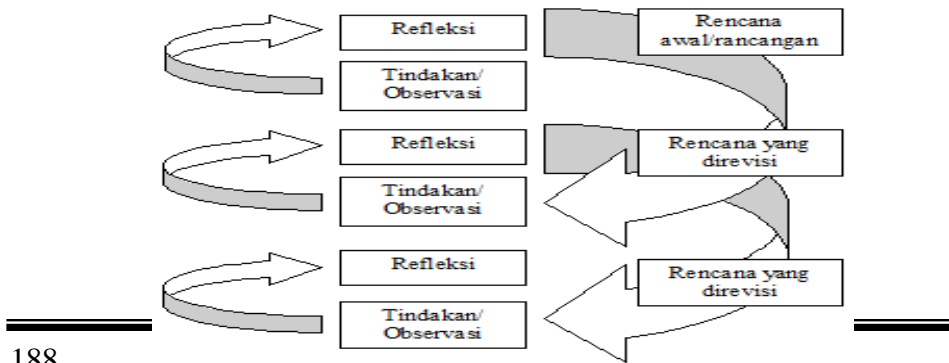 Refleksi
Rencana
awal/rancangan
Tindakan/
Observasi
Refleksi
Rencana yang
direvisi
Tindakan/
Observasi
Refleksi
Rencana yang
direvisi
Tindakan/
Observasi
188